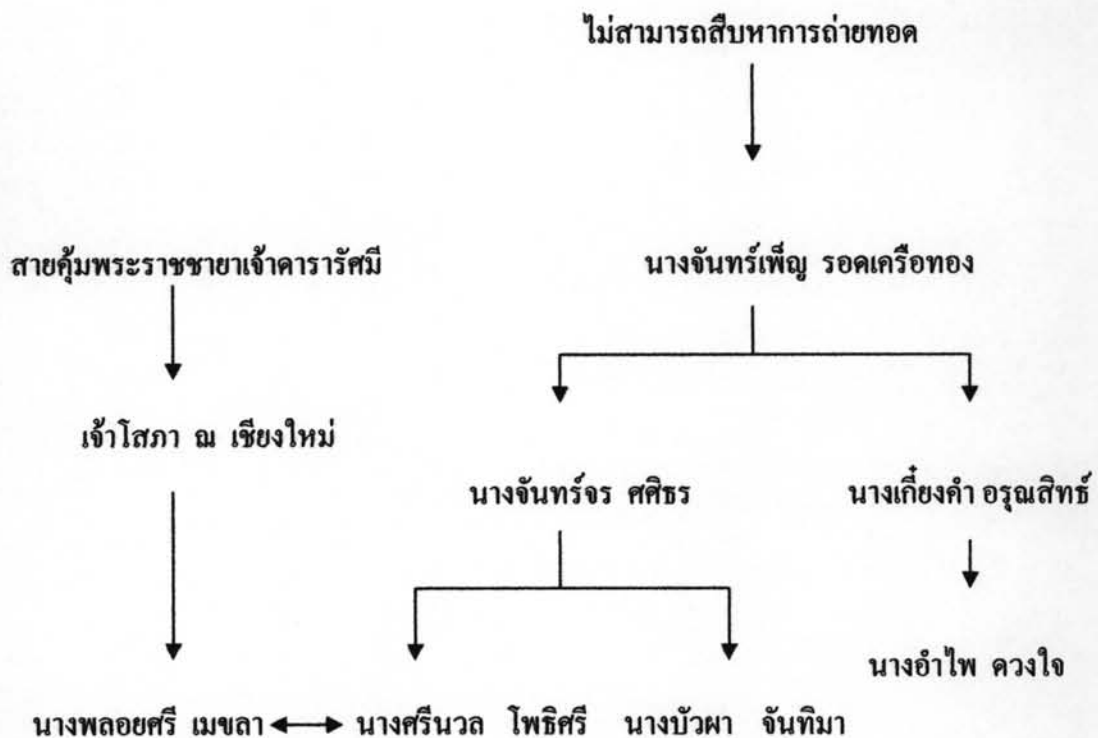 ไม่สามารถสืบหาการถ่ายทอด
สายคุ้มพระราชชายาเจ้าดารารัศมี
นางจันทร์เพ็ญ รอดเครือทอง
เจ้าโสภา ณ เชียงใหม่
นางจันทร์จร ศศิธร
นางเกี๋ยงคำ อรุณสิทธ์
นางอำไพ ดวงใจ
นางพลอยศรี เมขลา
นางศรีนวล โพธิศรี
นางบัวผา จันทิมา